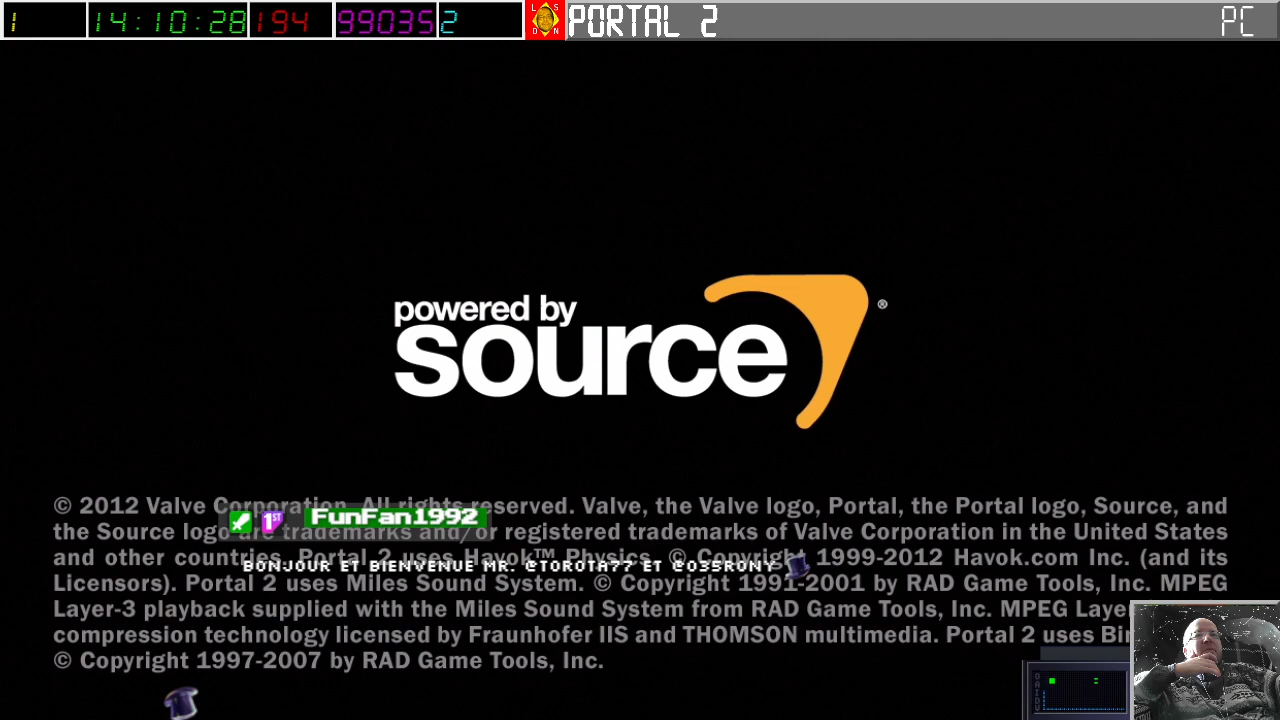 1 14:10:28 194 99035 2 L S D N PORTAL 2 PC
powered by
source ®
© 2012 Valve Corporation. All rights reserved. Valve, the Valve logo, Portal, the Portal logo, Source, and
1ST FunFan1992
the Source logo are trademarks and/or registered trademarks of Valve Corporation in the United States
and other countries. Portal 2 uses Havok™ Physics. © Copyright 1999-2012 Havok.com Inc. (and its
BONJOUR ET BIENVENUE MR. @TOROTA77 ET @O35RONY
Licensors). Portal 2 uses Miles Sound System. © Copyright 1991-2001 by RAD Game Tools, Inc. MPEG
Layer-3 playback supplied with the Miles Sound System from RAD Game Tools, Inc. MPEG Laye
compression technology licensed by Fraunhofer IIS and THOMSON multimedia. Portal 2 uses Bi
© Copyright 1997-2007 by RAD Game Tools, Inc.